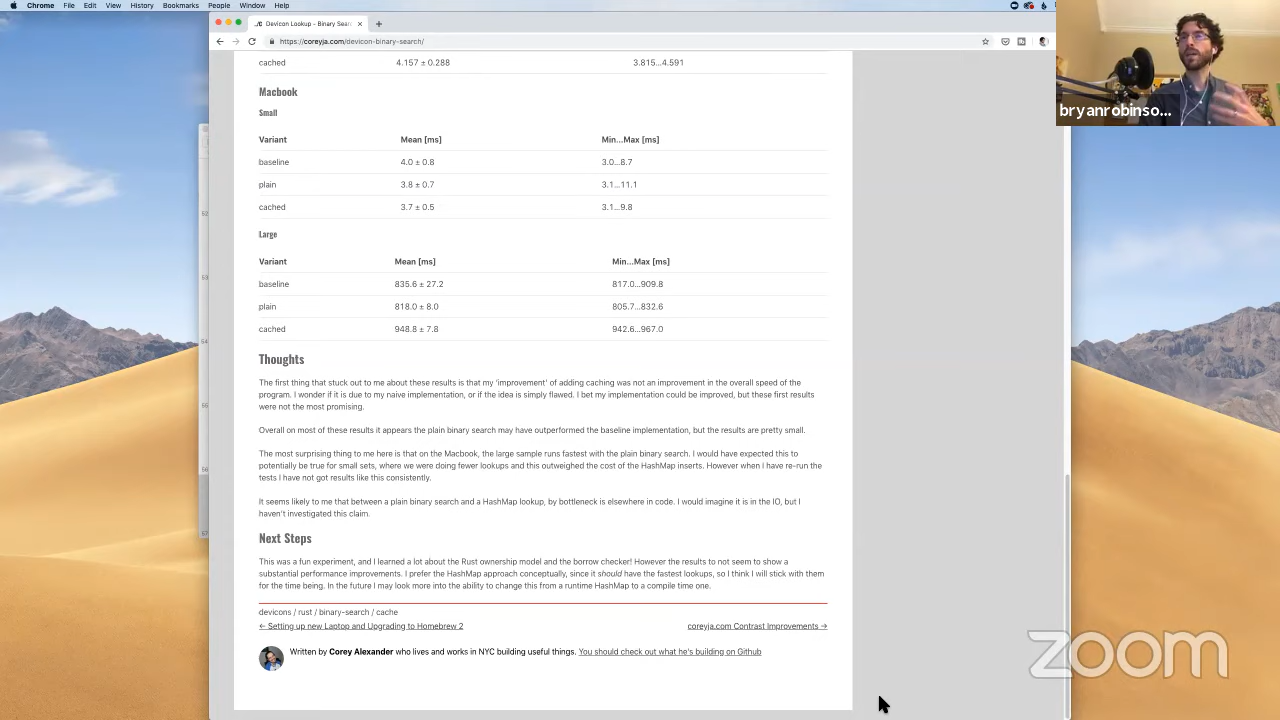 Chrome File Edit View History Bookmarks People Window Help
Devicon Lookup - Binary Sear
https://coreyja.com/devicon-binary-search/
bryanrobinso...
cached 4.157 ± 0.288 3.815…4.591
Macbook
Small
Variant Mean [ms] Min…Max [ms]
baseline 4.0 ± 0.8 3.0…8.7
plain 3.8 ± 0.7 3.1…11.1
cached 3.7 ± 0.5 3.1…9.8
Large
Variant Mean [ms] Min…Max [ms]
baseline 835.6 ± 27.2 817.0…909.8
plain 818.0 ± 8.0 805.7…832.6
cached 948.8 ± 7.8 942.6…967.0
Thoughts
The first thing that stuck out to me about these results is that my 'improvement' of adding caching was not an improvement in the overall speed of the
program. I wonder if it is due to my naive implementation, or if the idea is simply flawed. I bet my implementation could be improved, but these first results
were not the most promising.
Overall on most of these results it appears the plain binary search may have outperformed the baseline implementation, but the results are pretty small.
The most surprising thing to me here is that on the Macbook, the large sample runs fastest with the plain binary search. I would have expected this to
potentially be true for small sets, where we were doing fewer lookups and this outweighed the cost of the HashMap inserts. However when I have re-run the
tests I have not got results like this consistently.
It seems likely to me that between a plain binary search and a HashMap lookup, by bottleneck is elsewhere in code. I would imagine it is in the IO, but I
haven't investigated this claim.
Next Steps
This was a fun experiment, and I learned a lot about the Rust ownership model and the borrow checker! However the results to not seem to show a
substantial performance improvements. I prefer the HashMap approach conceptually, since it should have the fastest lookups, so I think I will stick with them
for the time being. In the future I may look more into the ability to change this from a runtime HashMap to a compile time one.
devicons / rust / binary-search / cache
← Setting up new Laptop and Upgrading to Homebrew 2 coreyja.com Contrast Improvements →
Written by Corey Alexander who lives and works in NYC building useful things. You should check out what he's building on Github
zoom